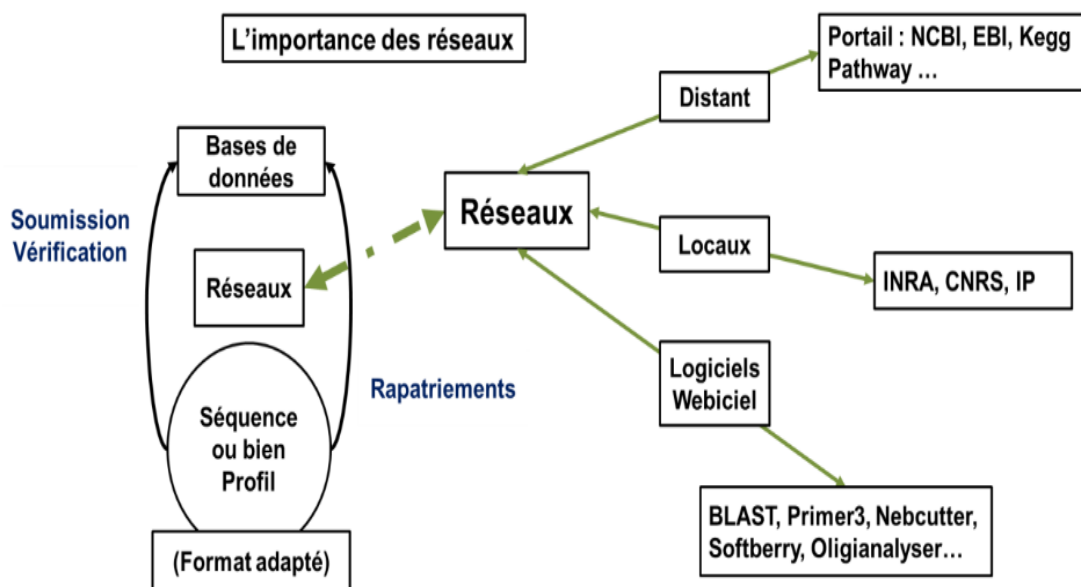 L'importance des réseaux
Portail : NCBI, EBI, Kegg
Pathway ...
Distant
Bases de
données
Soumission
Vérification
Réseaux
Réseaux
Locaux
INRA, CNRS, IP
Rapatriements
Logiciels
Webiciel
Séquence
ou bien
Profil
(Format adapté)
BLAST, Primer3, Nebcutter,
Softberry, Oligianalyser...